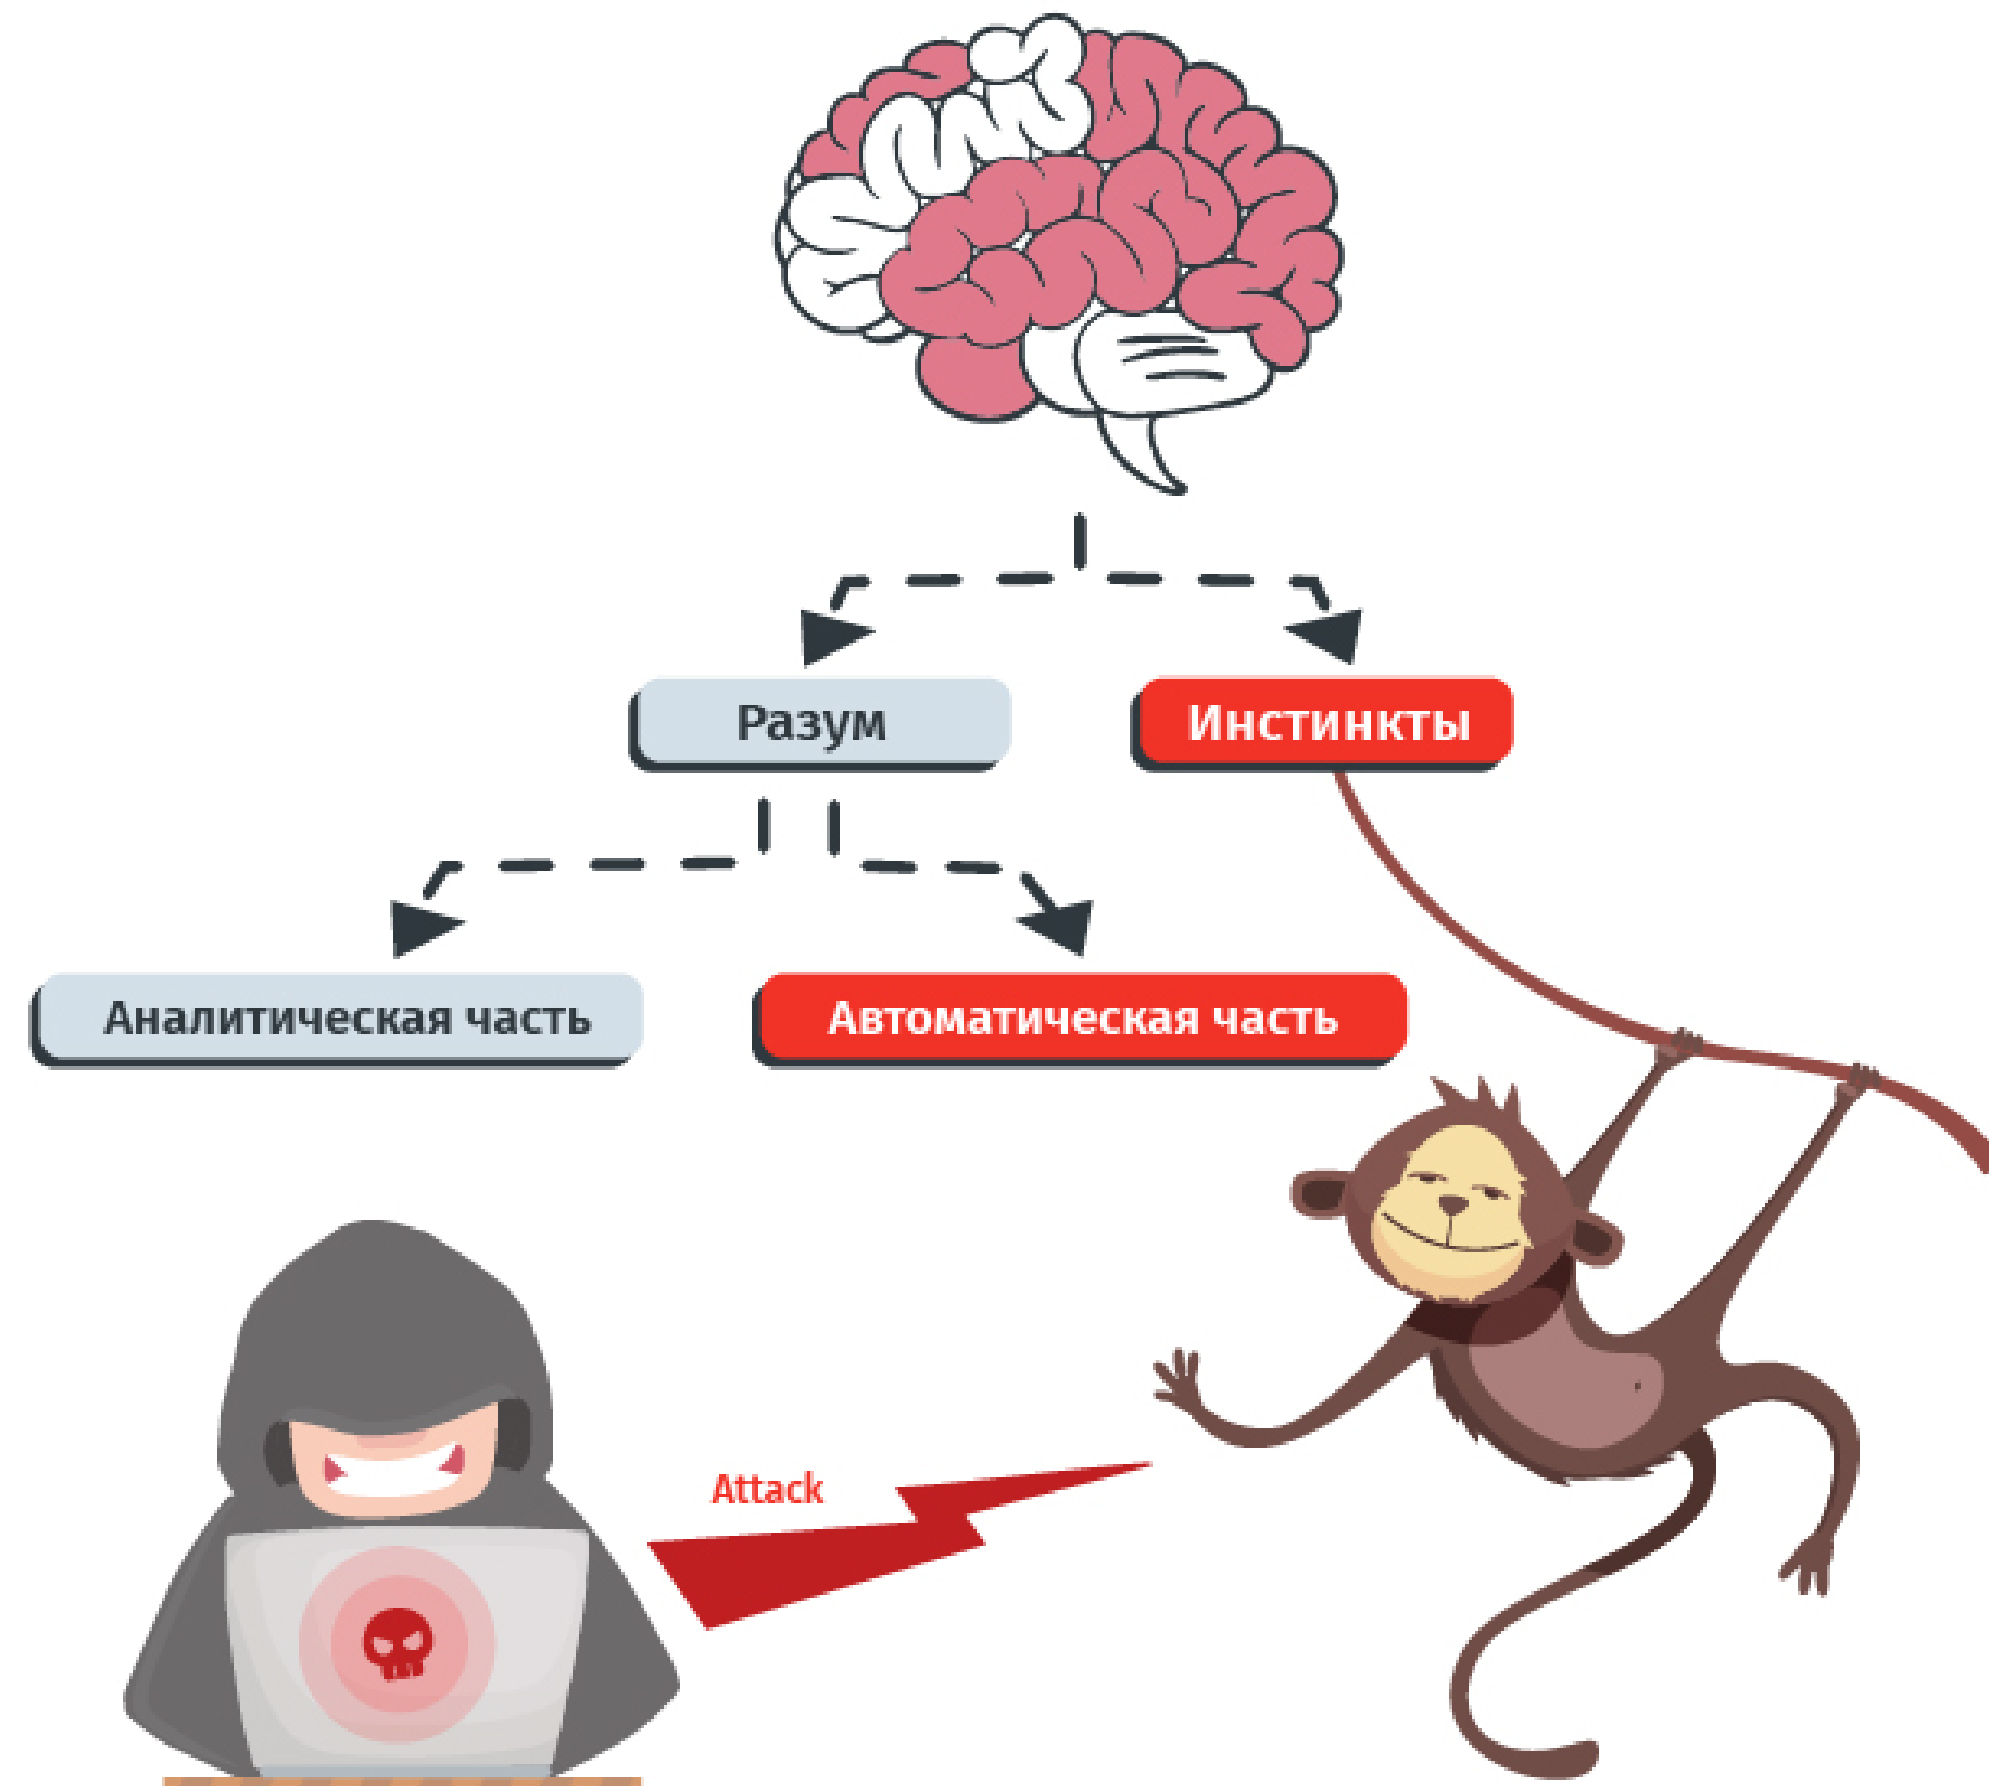 Разум
Инстинкты
Аналитическая часть
Автоматическая часть
Attack